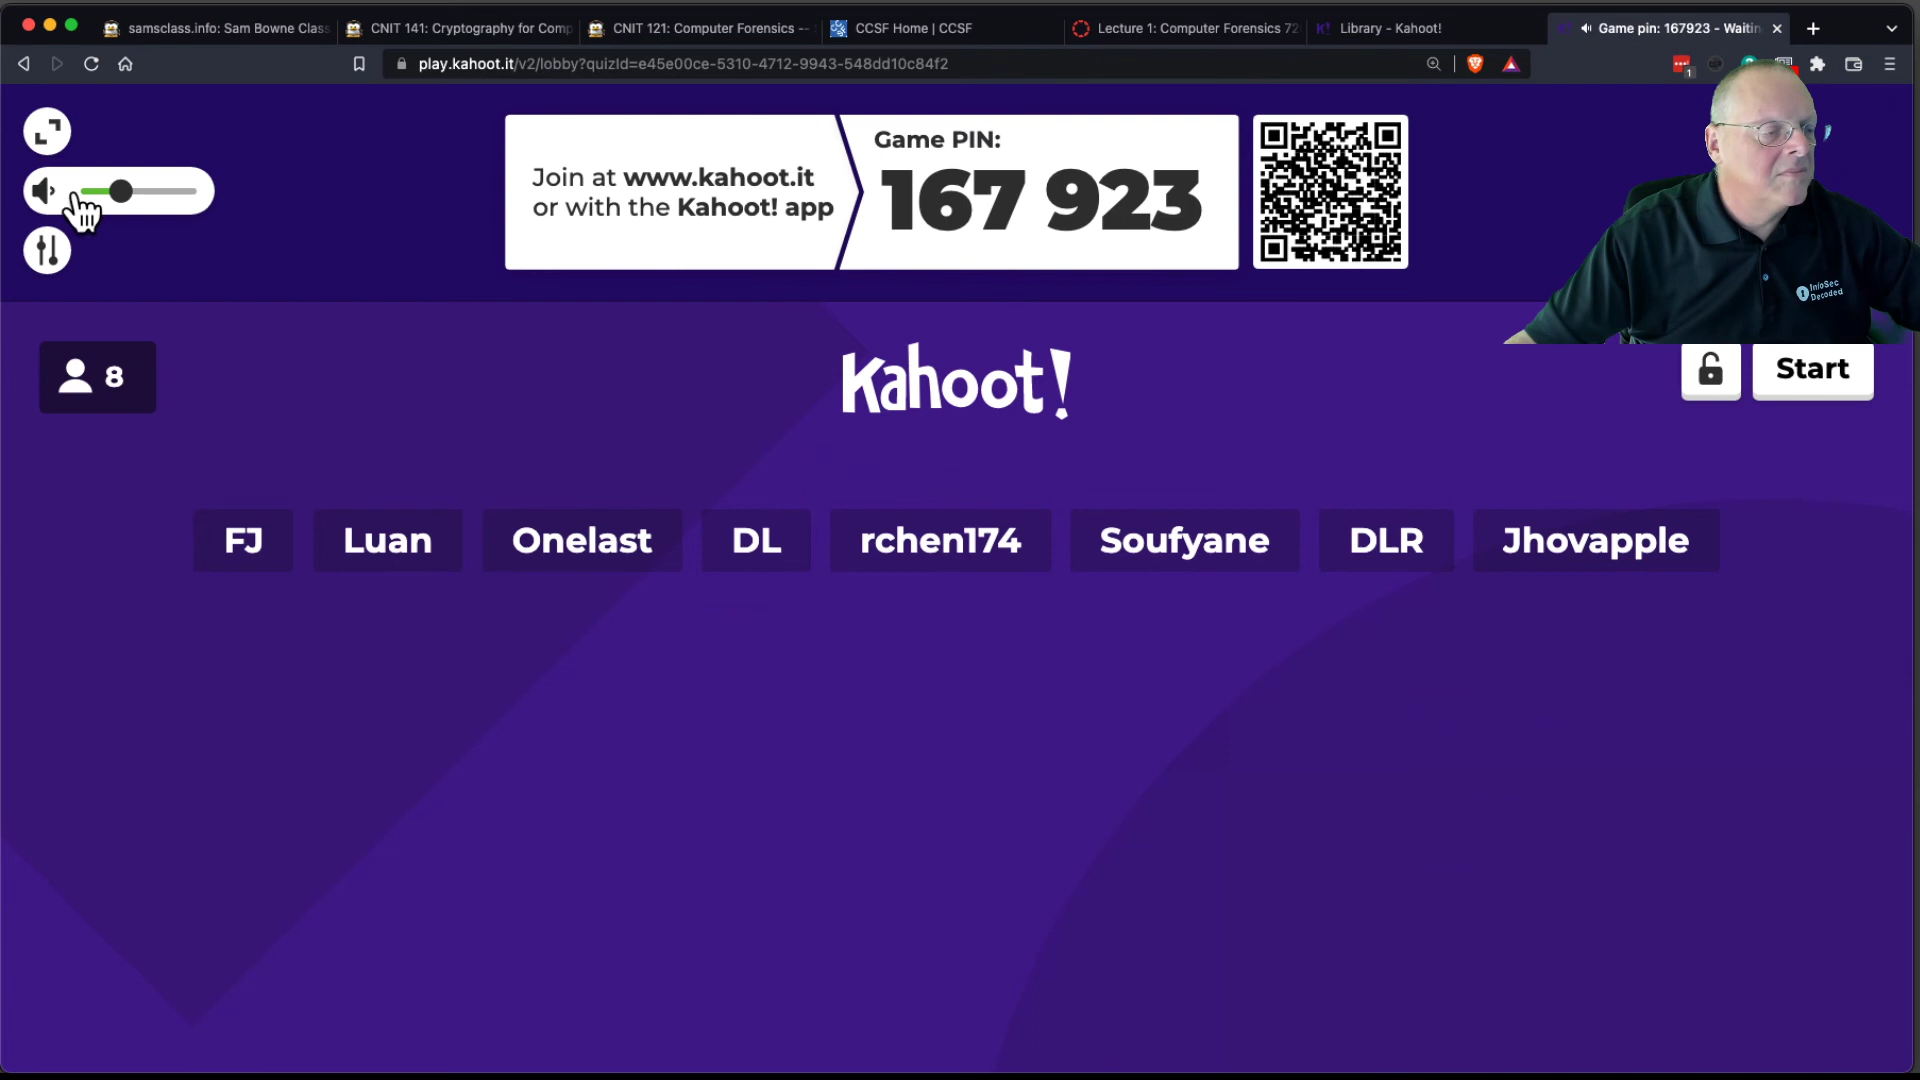 samsclass.info: Sam Bowne Class
CNIT 141: Cryptography for Comp
CNIT 121: Computer Forensics --
CCSF Home | CCSF
Lecture 1: Computer Forensics 72
Library - Kahoot!
Game pin: 167923 - Waitin
play.kahoot.it/v2/lobby?quizId=e45e00ce-5310-4712-9943-548dd10c84f2
1
Join at www.kahoot.it
or with the Kahoot! app
Game PIN:
167 923
InfoSec
Decoded
8
Kahoot!
Start
FJ
Luan
Onelast
DL
rchen174
Soufyane
DLR
Jhovapple